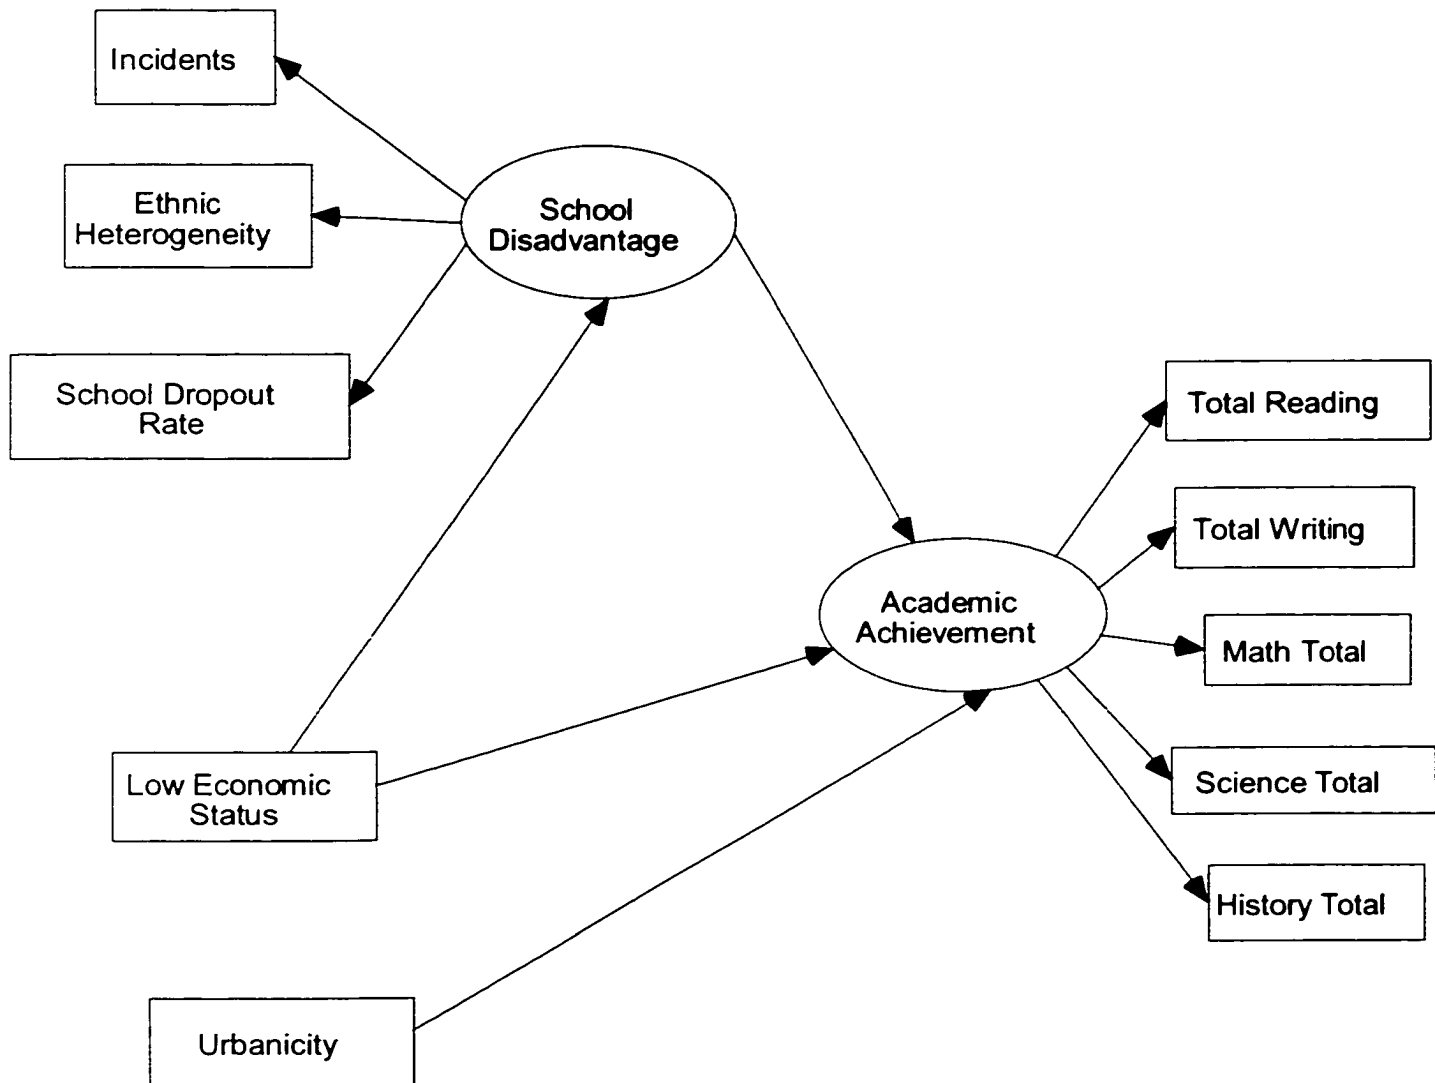 Incidents
Ethnic
Heterogeneity
School Dropout
Rate
School
Disadvantage
Low Economic
Status
Urbanicity
Academic
Achievement
Total Reading
Total Writing
Math Total
Science Total
History Total